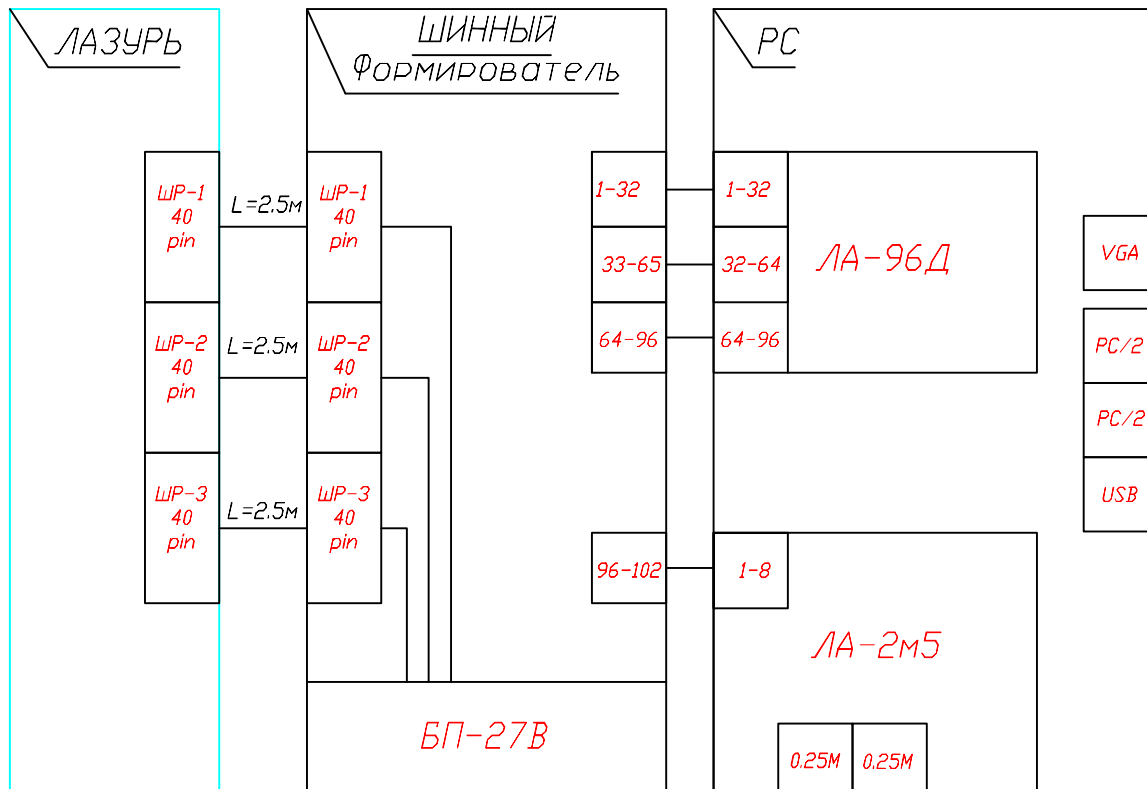 ЛАЗУРЬ
ШИННЫЙ
Формирователь
PC
ШР-1
40
pin
L=2.5м
ШР-1
40
pin
ШР-2
40
pin
L=2.5м
ШР-2
40
pin
ШР-3
40
pin
L=2.5м
ШР-3
40
pin
БП-27В
1-32
33-65
64-96
96-102
1-32
32-64
64-96
ЛА-96Д
1-8
ЛА-2м5
0.25М
0.25М
VGA
PC/2
PC/2
USB